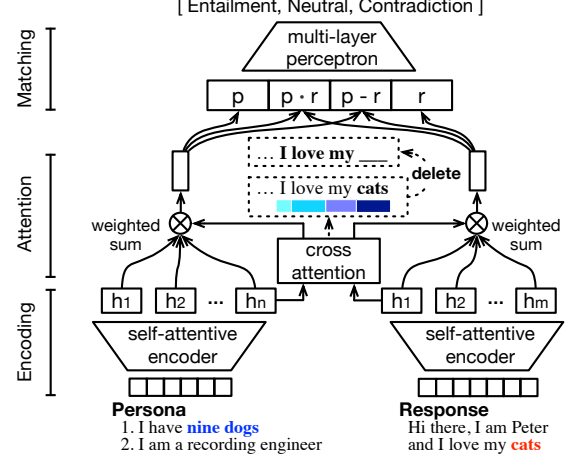 [ Entailment, Neutral, Contradiction ]
Matching
multi-layer
perceptron
p p · r p - r r
Attention
... I love my ___
delete
... I love my cats
weighted
sum
cross
attention
weighted
sum
Encoding
h1 h2 ... hn
h1 h2 ... hm
self-attentive
encoder
self-attentive
encoder
Persona
1. I have nine dogs
2. I am a recording engineer
Response
Hi there, I am Peter
and I love my cats